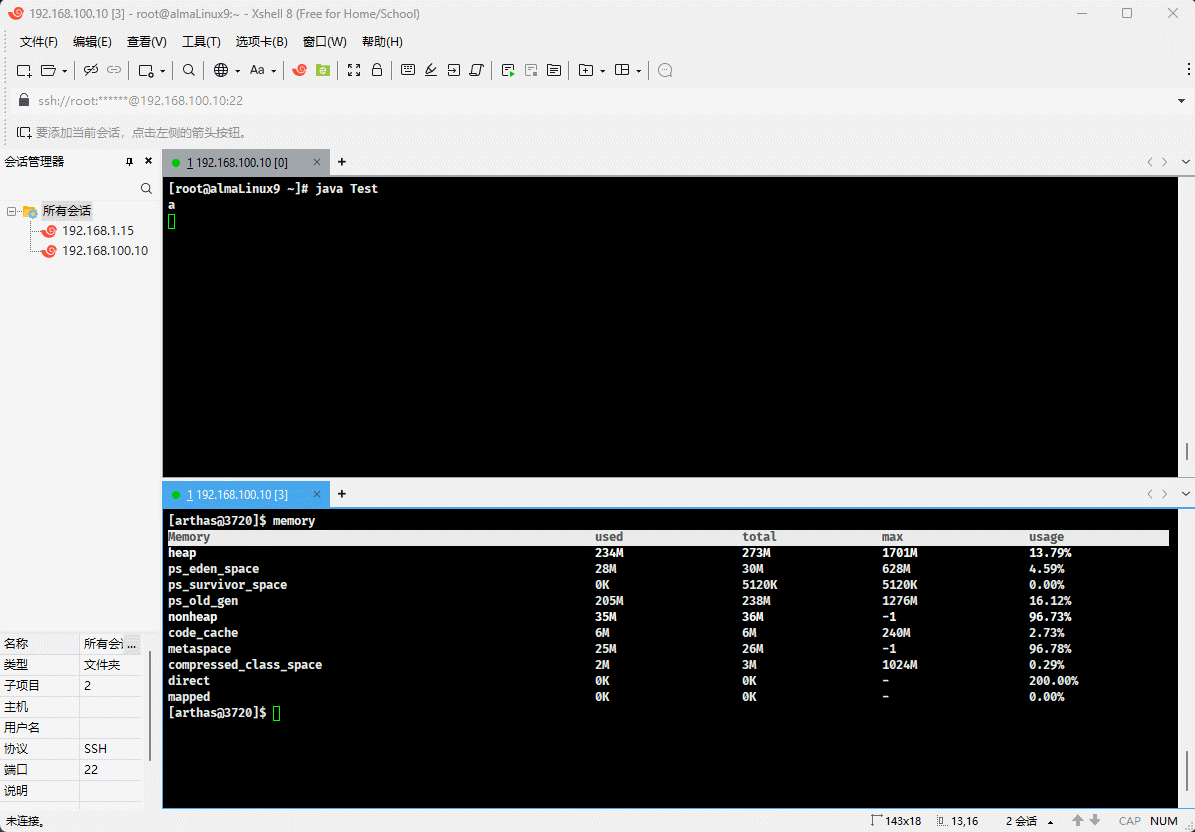 192.168.100.10 [3] - root@almaLinux9:~ - Xshell 8 (Free for Home/School)
文件(F) 编辑(E) 查看(V) 工具(T) 选项卡(B) 窗口(W) 帮助(H)
Aa
ssh://root:******@192.168.100.10:22
要添加当前会话，点击左侧的箭头按钮。
会话管理器
所有会话
192.168.1.15
192.168.100.10
名称 所有会话 ...
类型 文件夹
子项目 2
主机
用户名
协议 SSH
端口 22
说明
1 192.168.100.10 [0] × +
[root@almaLinux9 ~]# java Test
a
1 192.168.100.10 [3] × +
[arthas@3720]$ memory
Memory used total max usage
heap 234M 273M 1701M 13.79%
ps_eden_space 28M 30M 628M 4.59%
ps_survivor_space 0K 5120K 5120K 0.00%
ps_old_gen 205M 238M 1276M 16.12%
nonheap 35M 36M -1 96.73%
code_cache 6M 6M 240M 2.73%
metaspace 25M 26M -1 96.78%
compressed_class_space 2M 3M 1024M 0.29%
direct 0K 0K - 200.00%
mapped 0K 0K - 0.00%
[arthas@3720]$
未连接。 143x18 13,16 2 会话 CAP NUM